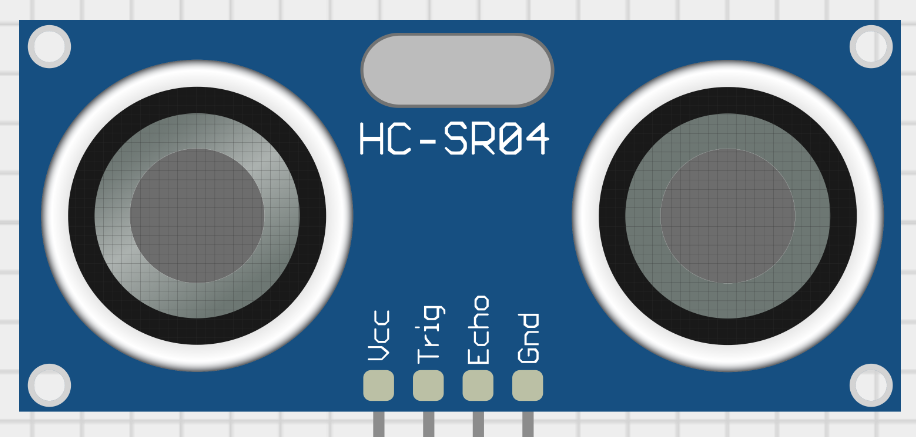 HC-SR04
Vcc
Trig
Echo
Gnd